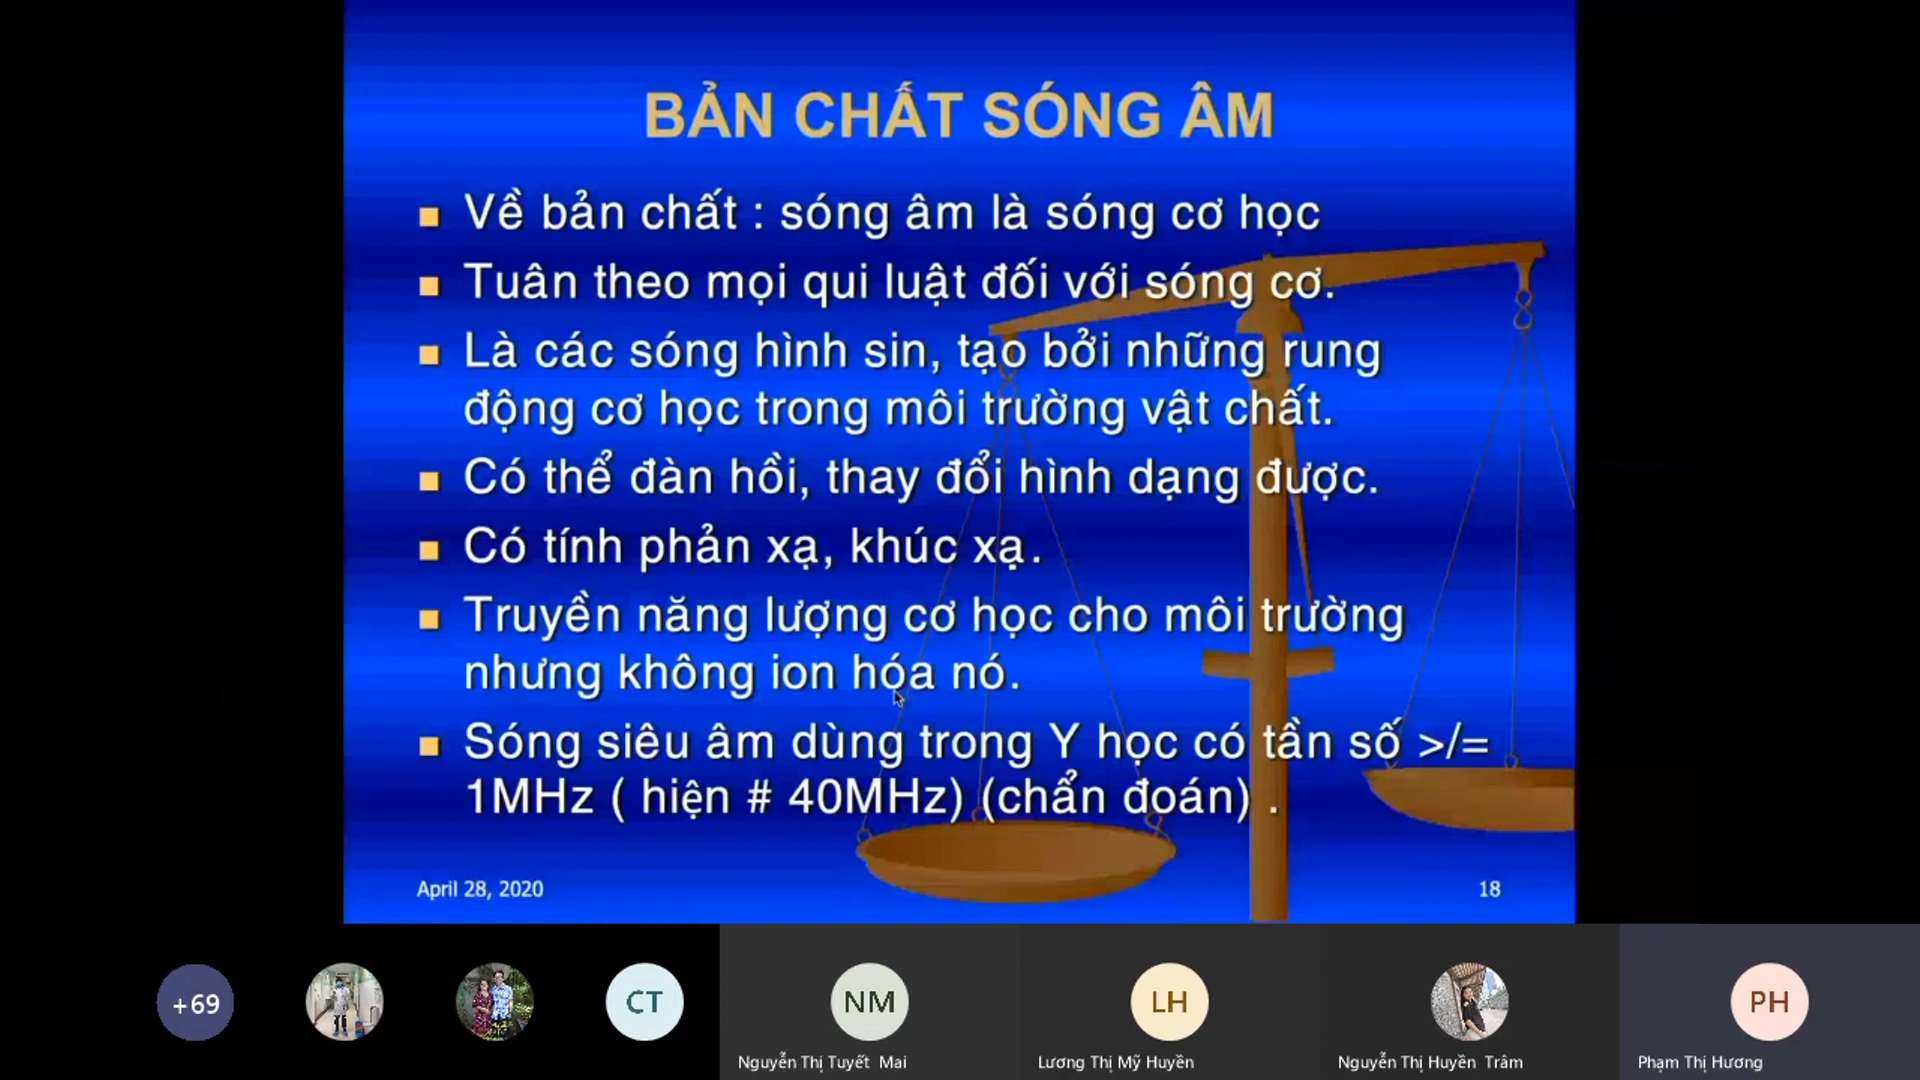 BẢN CHẤT SÓNG ÂM
Về bản chất : sóng âm là sóng cơ học
Tuân theo mọi qui luật đối với sóng cơ.
Là các sóng hình sin, tạo bởi những rung
động cơ học trong môi trường vật chất.
Có thể đàn hồi, thay đổi hình dạng được.
Có tính phản xạ, khúc xạ.
Truyền năng lượng cơ học cho môi trường
nhưng không ion hóa nó.
Sóng siêu âm dùng trong Y học có tần số >/=
1MHz ( hiện # 40MHz) (chẩn đoán) .
April 28, 2020
18
+69
CT
NM
LH
PH
Nguyễn Thị Tuyết Mai
Lương Thị Mỹ Huyền
Nguyễn Thị Huyền Trâm
Phạm Thị Hương